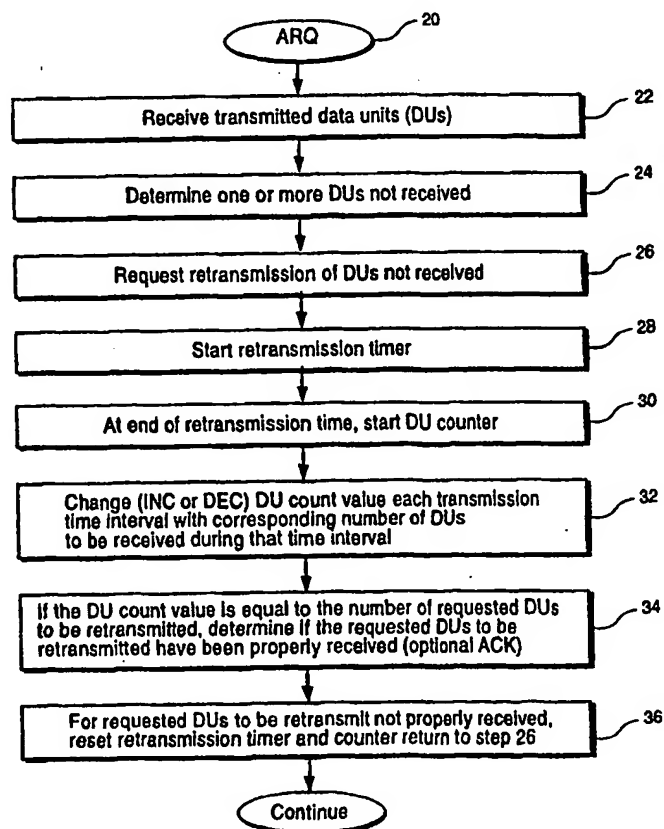 ARQ
20
Receive transmitted data units (DUs)
22
Determine one or more DUs not received
24
Request retransmission of DUs not received
26
Start retransmission timer
28
At end of retransmission time, start DU counter
30
Change (INC or DEC) DU count value each transmission
time interval with corresponding number of DUs
to be received during that time interval
32
If the DU count value is equal to the number of requested DUs
to be retransmitted, determine if the requested DUs to be
retransmitted have been properly received (optional ACK)
34
For requested DUs to be retransmit not properly received,
reset retransmission timer and counter return to step 26
36
Continue